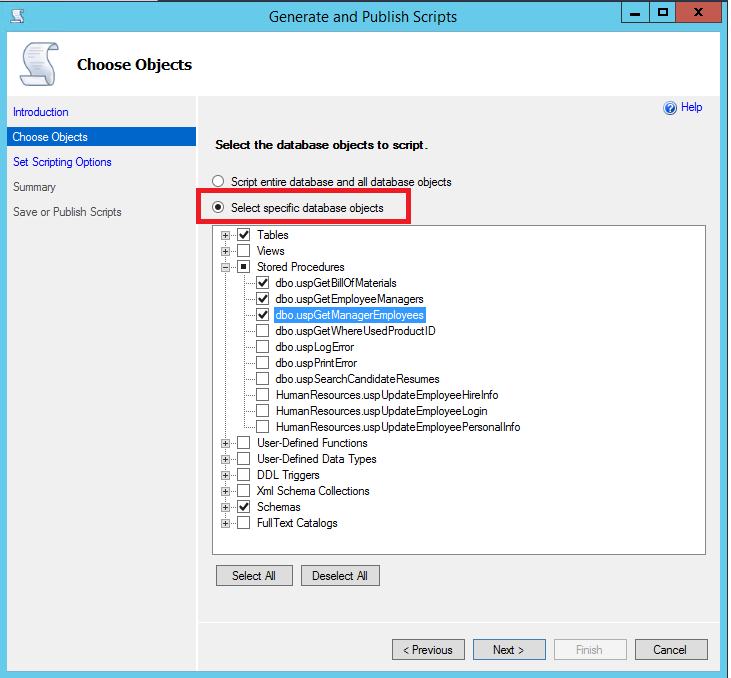 Generate and Publish Scripts
Choose Objects
Introduction
Choose Objects
Set Scripting Options
Summary
Save or Publish Scripts
Help
Select the database objects to script.
Script entire database and all database objects
Select specific database objects
Tables
Views
Stored Procedures
dbo.uspGetBillOfMaterials
dbo.uspGetEmployeeManagers
dbo.uspGetManagerEmployees
dbo.uspGetWhereUsedProductID
dbo.uspLogError
dbo.uspPrintError
dbo.uspSearchCandidateResumes
HumanResources.uspUpdateEmployeeHireInfo
HumanResources.uspUpdateEmployeeLogin
HumanResources.uspUpdateEmployeePersonalInfo
User-Defined Functions
User-Defined Data Types
DDL Triggers
Xml Schema Collections
Schemas
FullText Catalogs
Select All
Deselect All
< Previous
Next >
Finish
Cancel